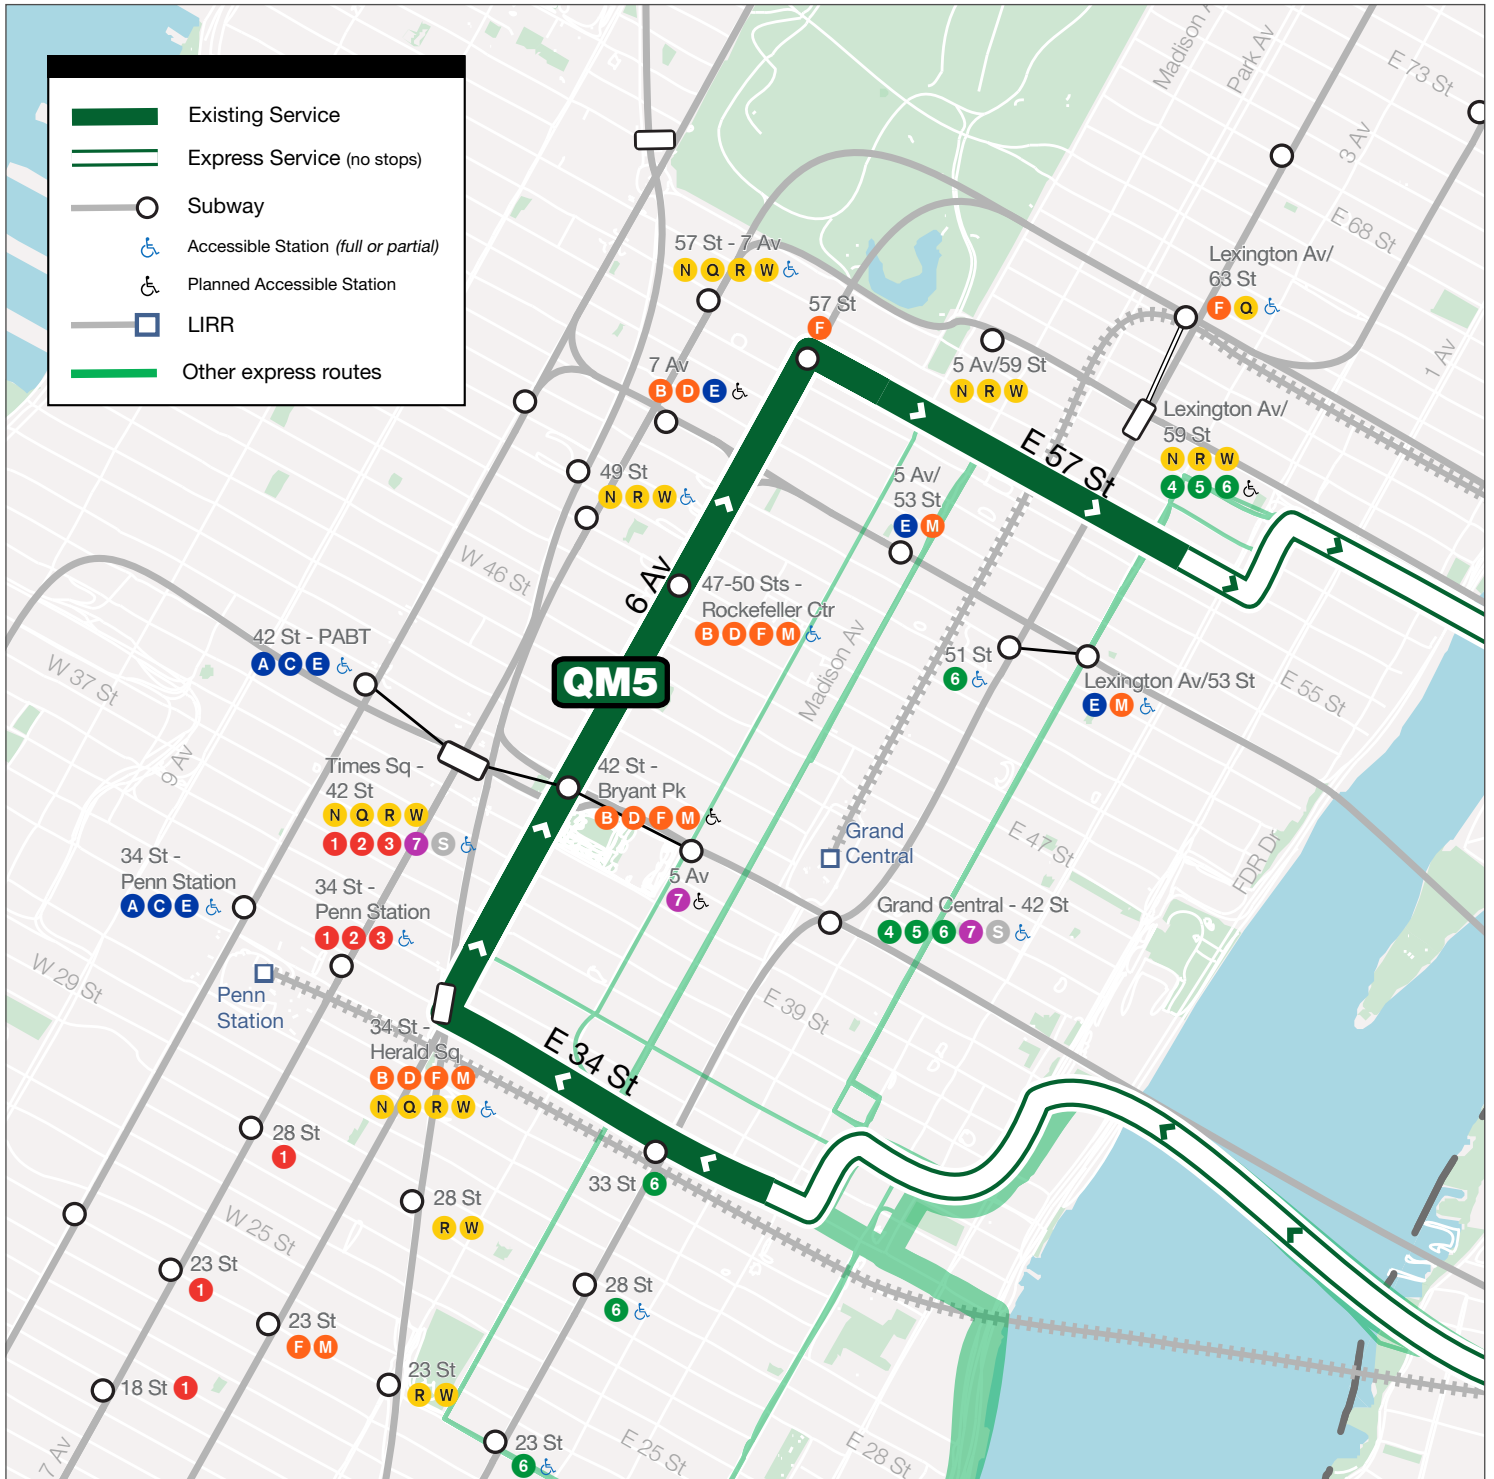 Existing Service
Express Service (no stops)
Subway
Accessible Station (full or partial)
Planned Accessible Station
LIRR
Other express routes
Madison A
Park Av
E 73 St
3 Av
E 68 St
1 Av
57 St - 7 Av
N Q R W
57 St
F
Lexington Av/
63 St
F Q
7 Av
B D E
5 Av/59 St
N R W
Lexington Av/
59 St
N R W
4 5 6
E 57 St
49 St
N R W
5 Av/
53 St
E M
W 46 St
6 Av
47-50 Sts -
Rockefeller Ctr
B D F M
Madison Av
42 St - PABT
A C E
W 37 St
QM5
51 St
6
Lexington Av/53 St
E M
E 55 St
9 Av
Times Sq -
42 St
N Q R W
1 2 3 7 S
42 St -
Bryant Pk
B D F M
5 Av
7
Grand
Central
E 47 St
FDR Dr
34 St -
Penn Station
A C E
34 St -
Penn Station
1 2 3
Grand Central - 42 St
4 5 6 7 S
W 29 St
Penn
Station
E 39 St
34 St -
Herald Sq
B D F M
N Q R W
E 34 St
28 St
1
33 St 6
28 St
R W
W 25 St
23 St
1
28 St
6
23 St
F M
23 St
R W
18 St 1
23 St
6
7 Av
E 25 St
E 28 St